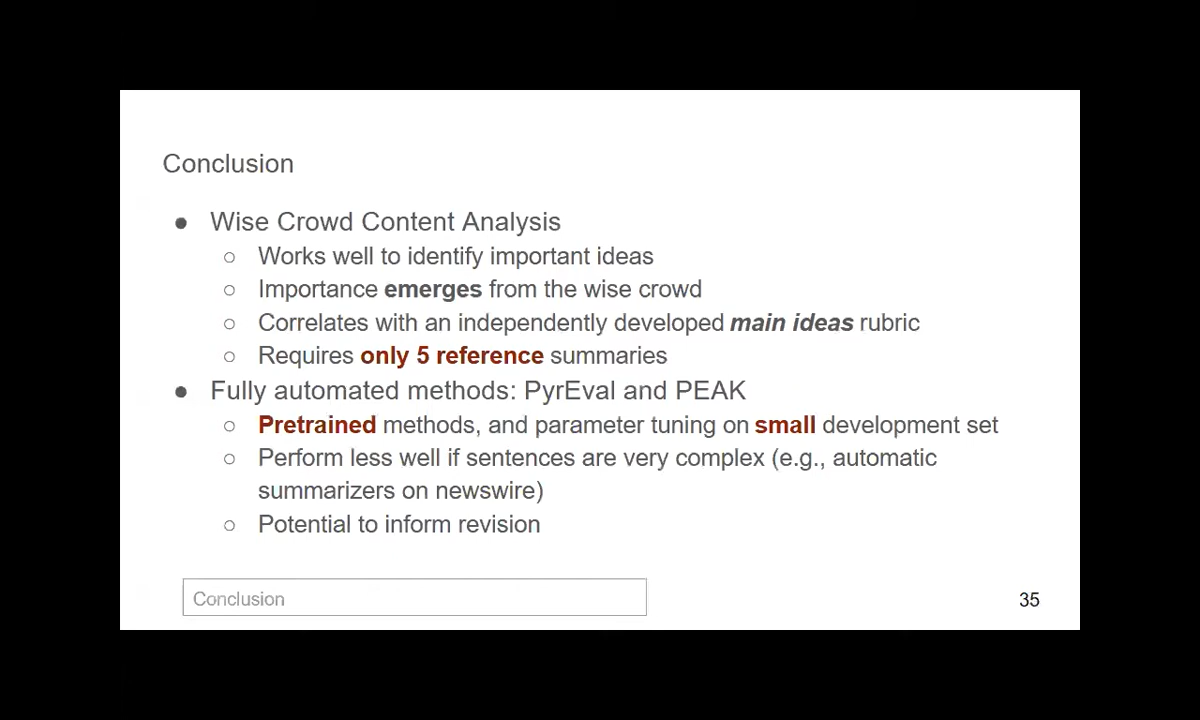 Conclusion
● Wise Crowd Content Analysis
○ Works well to identify important ideas
○ Importance emerges from the wise crowd
○ Correlates with an independently developed main ideas rubric
○ Requires only 5 reference summaries
● Fully automated methods: PyrEval and PEAK
○ Pretrained methods, and parameter tuning on small development set
○ Perform less well if sentences are very complex (e.g., automatic
summarizers on newswire)
○ Potential to inform revision
Conclusion
35